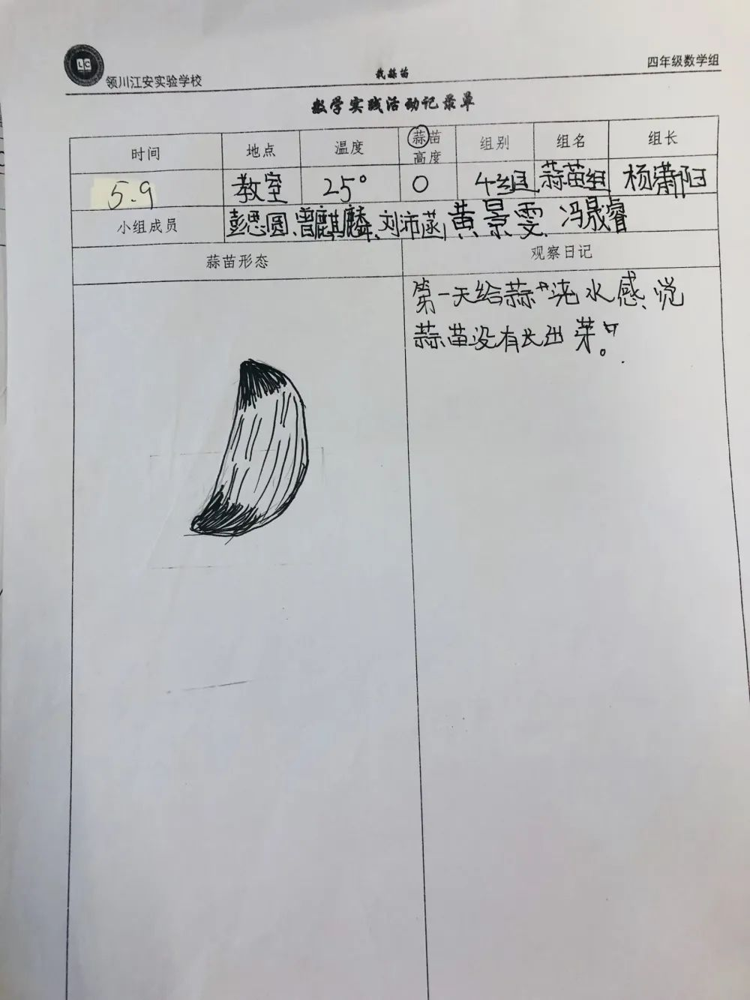 LC
领川江安实验学校
栽蒜苗
四年级数学组
数学实践活动记录单
时间 地点 温度 蒜苗高度 组别 组名 组长
5.9 教室 25° 0 4组 蒜苗组 杨潇阳
小组成员 彭思圆、曾麒麟、刘沛菡、黄景雯、冯晟睿
蒜苗形态 观察日记
第一天给蒜"浇水感觉
蒜苗没有长出芽"。